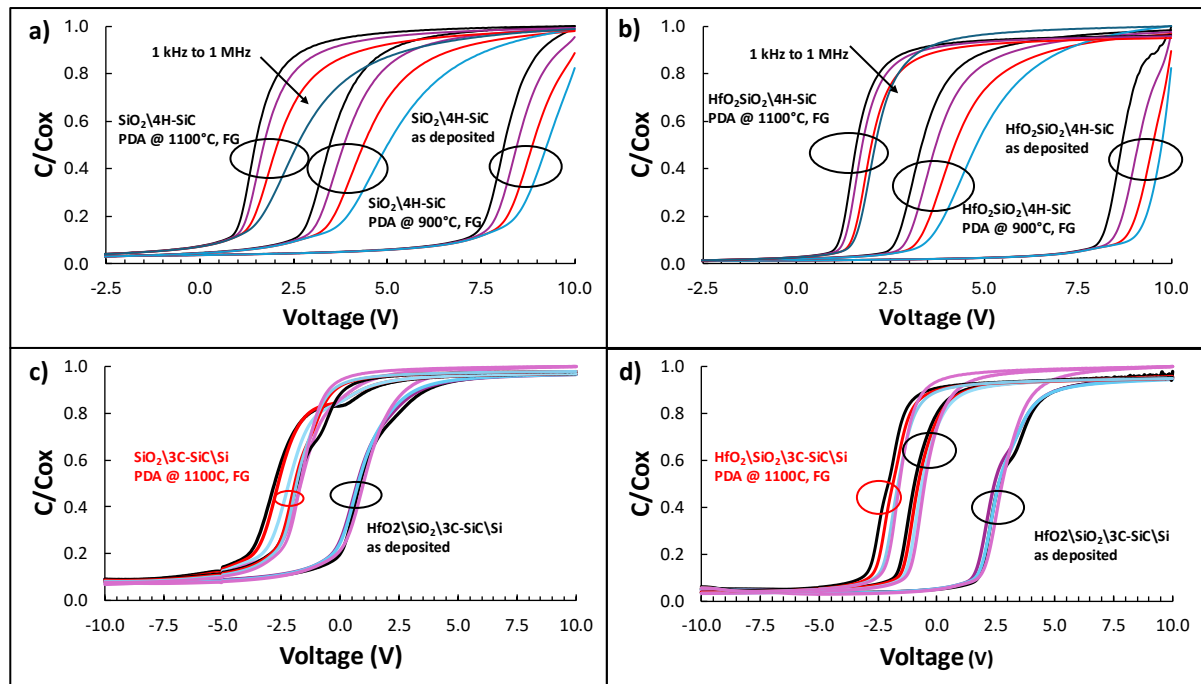 a)
1 kHz to 1 MHz
SiO₂\4H-SiC
PDA @ 1100°C, FG
SiO₂\4H-SiC
as deposited
SiO₂\4H-SiC
PDA @ 900°C, FG
C/Cox
1.0
0.8
0.6
0.4
0.2
0.0
-2.5
0.0
2.5
5.0
7.5
10.0
Voltage (V)
b)
1 kHz to 1 MHz
HfO₂SiO₂\4H-SiC
PDA @ 1100°C, FG
HfO₂SiO₂\4H-SiC
as deposited
HfO₂SiO₂\4H-SiC
PDA @ 900°C, FG
C/Cox
1.0
0.8
0.6
0.4
0.2
0.0
-2.5
0.0
2.5
5.0
7.5
10.0
Voltage (V)
c)
SiO₂\3C-SiC\Si
PDA @ 1100C, FG
HfO2\SiO₂\3C-SiC\Si
as deposited
C/Cox
1.0
0.8
0.6
0.4
0.2
0.0
-10.0
-7.5
-5.0
-2.5
0.0
2.5
5.0
7.5
10.0
Voltage (V)
d)
HfO₂\SiO₂\3C-SiC\Si
PDA @ 1100C, FG
HfO2\SiO₂\3C-SiC\Si
as deposited
C/Cox
1.0
0.8
0.6
0.4
0.2
0.0
-10.0
-7.5
-5.0
-2.5
0.0
2.5
5.0
7.5
10.0
Voltage (V)